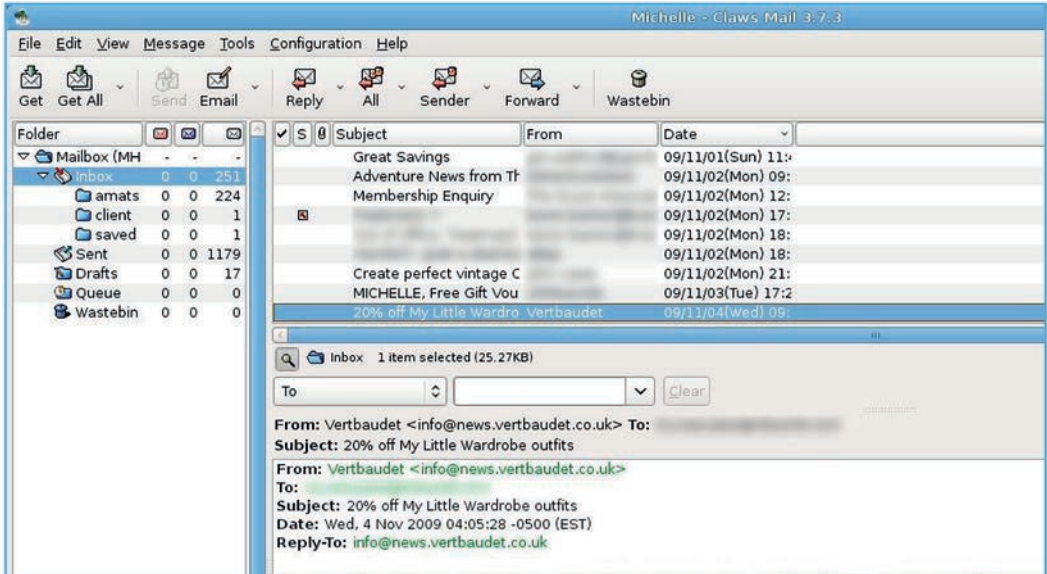 Michelle - Claws Mail 3.7.3
File Edit View Message Tools Configuration Help
Get Get All Send Email Reply All Sender Forward Wastebin
Folder
Mailbox (MH - - -
Inbox 0 0 251
amats 0 0 224
client 0 0 1
saved 0 0 1
Sent 0 0 1179
Drafts 0 0 17
Queue 0 0 0
Wastebin 0 0 0
S Subject From Date
Great Savings 09/11/01(Sun) 11:4
Adventure News from Th 09/11/02(Mon) 09:
Membership Enquiry 09/11/02(Mon) 12:
09/11/02(Mon) 17:
09/11/02(Mon) 18:
09/11/02(Mon) 18:
Create perfect vintage C 09/11/02(Mon) 21:
MICHELLE, Free Gift Vou 09/11/03(Tue) 17:2
20% off My Little Wardro Vertbaudet 09/11/04(Wed) 09:
Inbox 1 item selected (25.27KB)
To Clear
From: Vertbaudet <info@news.vertbaudet.co.uk> To:
Subject: 20% off My Little Wardrobe outfits
From: Vertbaudet <info@news.vertbaudet.co.uk>
To:
Subject: 20% off My Little Wardrobe outfits
Date: Wed, 4 Nov 2009 04:05:28 -0500 (EST)
Reply-To: info@news.vertbaudet.co.uk